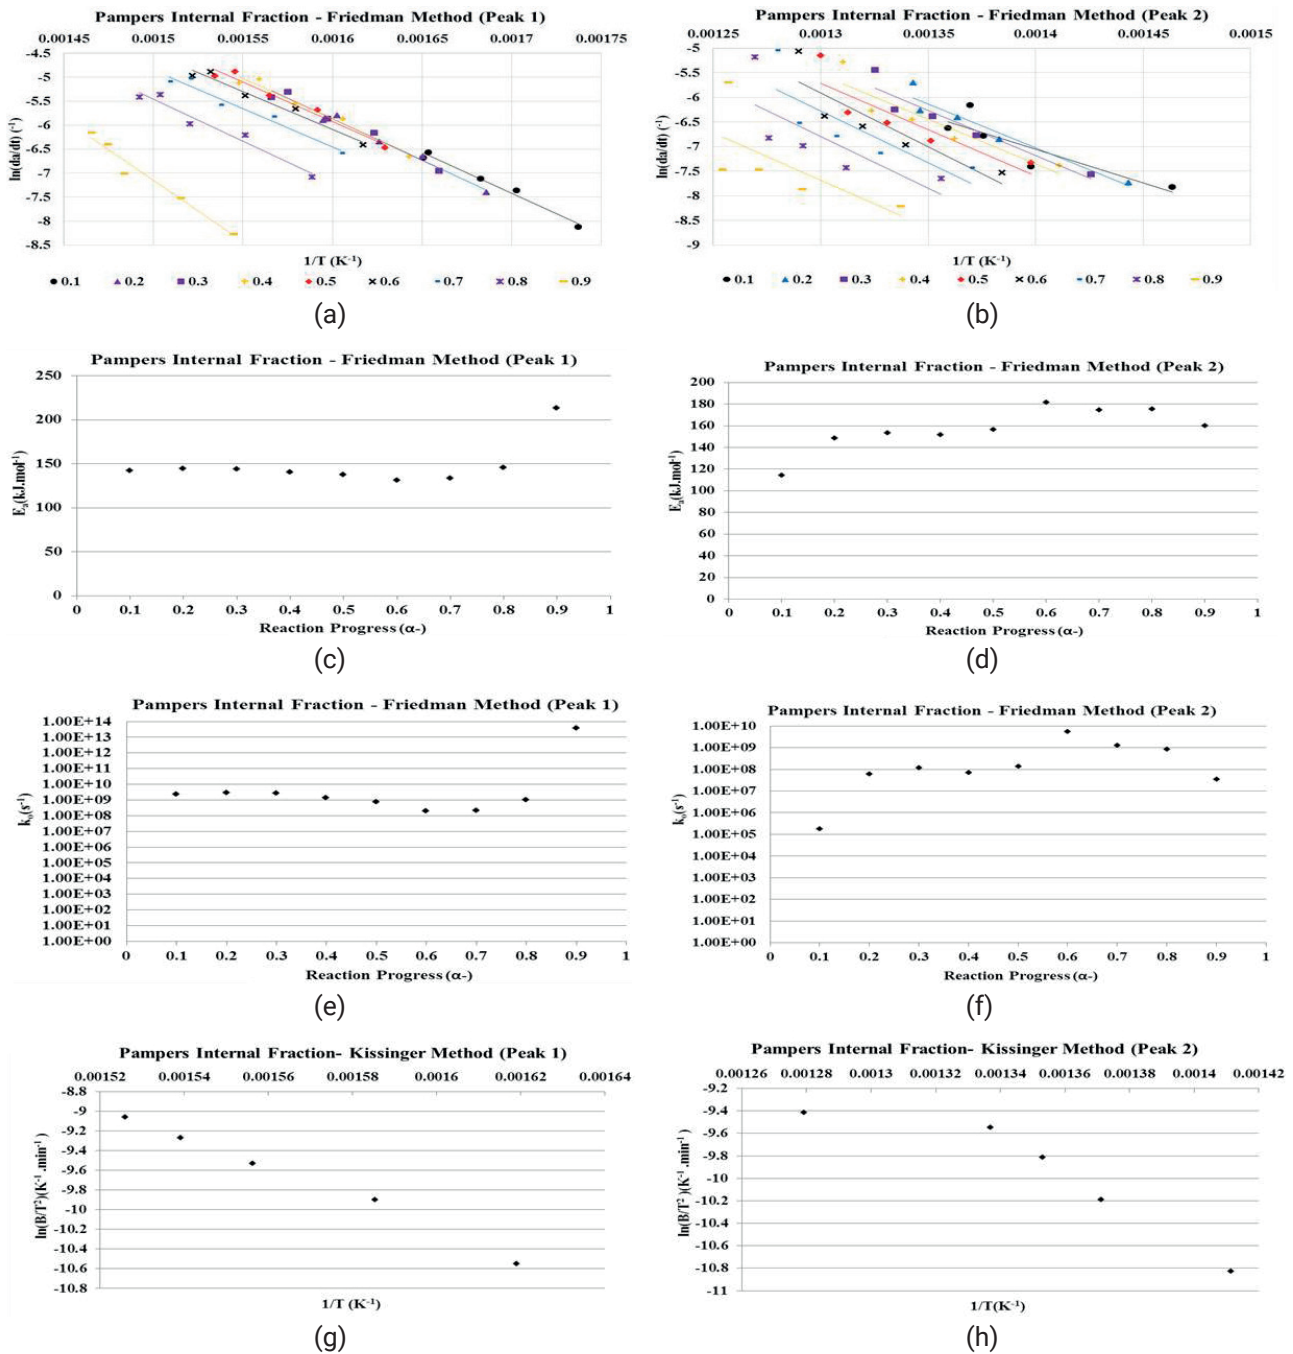 Pampers Internal Fraction - Friedman Method (Peak 1)
0.00145 0.0015 0.00155 0.0016 0.00165 0.0017 0.00175
-4.5
-5
-5.5
-6
-6.5
-7
-7.5
-8
-8.5
ln(da/dt) (⁻¹)
1/T (K⁻¹)
0.1 0.2 0.3 0.4 0.5 0.6 0.7 0.8 0.9
(a)
Pampers Internal Fraction - Friedman Method (Peak 2)
0.00125 0.0013 0.00135 0.0014 0.00145 0.0015
-5
-5.5
-6
-6.5
-7
-7.5
-8
-8.5
-9
ln(da/dt) (⁻¹)
1/T (K⁻¹)
0.1 0.2 0.3 0.4 0.5 0.6 0.7 0.8 0.9
(b)
Pampers Internal Fraction - Friedman Method (Peak 1)
250
200
150
100
50
0
Eₐ(kJ.mol⁻¹)
0 0.1 0.2 0.3 0.4 0.5 0.6 0.7 0.8 0.9 1
Reaction Progress (α-)
(c)
Pampers Internal Fraction - Friedman Method (Peak 2)
200
180
160
140
120
100
80
60
40
20
0
Eₐ(kJ.mol⁻¹)
0 0.1 0.2 0.3 0.4 0.5 0.6 0.7 0.8 0.9 1
Reaction Progress (α-)
(d)
Pampers Internal Fraction - Friedman Method (Peak 1)
1.00E+14
1.00E+13
1.00E+12
1.00E+11
1.00E+10
1.00E+09
1.00E+08
1.00E+07
1.00E+06
1.00E+05
1.00E+04
1.00E+03
1.00E+02
1.00E+01
1.00E+00
k₀(s⁻¹)
0 0.1 0.2 0.3 0.4 0.5 0.6 0.7 0.8 0.9 1
Reaction Progress (α-)
(e)
Pampers Internal Fraction - Friedman Method (Peak 2)
1.00E+10
1.00E+09
1.00E+08
1.00E+07
1.00E+06
1.00E+05
1.00E+04
1.00E+03
1.00E+02
1.00E+01
1.00E+00
k₀(s⁻¹)
0 0.1 0.2 0.3 0.4 0.5 0.6 0.7 0.8 0.9 1
Reaction Progress (α-)
(f)
Pampers Internal Fraction- Kissinger Method (Peak 1)
0.00152 0.00154 0.00156 0.00158 0.0016 0.00162 0.00164
-8.8
-9
-9.2
-9.4
-9.6
-9.8
-10
-10.2
-10.4
-10.6
-10.8
ln(B/T²)(K⁻¹.min⁻¹)
1/T (K⁻¹)
(g)
Pampers Internal Fraction- Kissinger Method (Peak 2)
0.00126 0.00128 0.0013 0.00132 0.00134 0.00136 0.00138 0.0014 0.00142
-9.2
-9.4
-9.6
-9.8
-10
-10.2
-10.4
-10.6
-10.8
-11
ln(B/T²)(K⁻¹.min⁻¹)
1/T(K⁻¹)
(h)